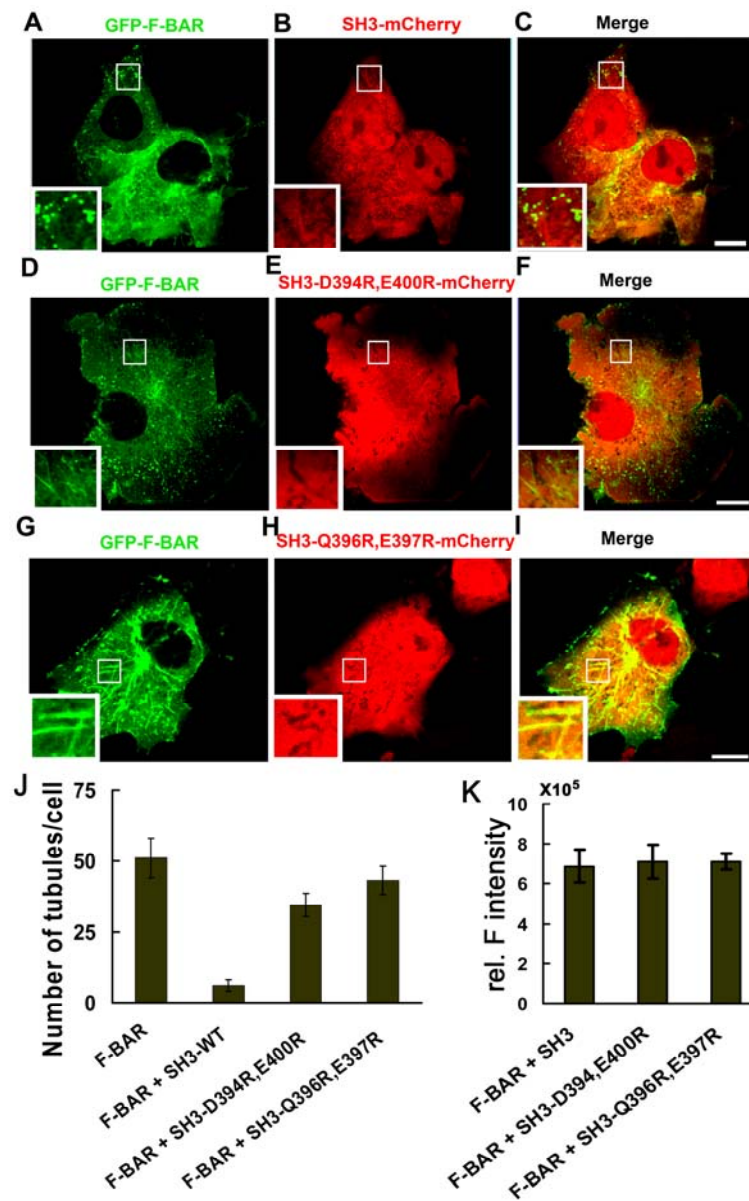 A
GFP-F-BAR
B
SH3-mCherry
C
Merge
D
GFP-F-BAR
E
SH3-D394R,E400R-mCherry
F
Merge
G
GFP-F-BAR
H
SH3-Q396R,E397R-mCherry
I
Merge
J
Number of tubules/cell
75
50
25
0
F-BAR
F-BAR + SH3-WT
F-BAR + SH3-D394R,E400R
F-BAR + SH3-Q396R,E397R
K
X10⁵
rel. F intensity
10
8
6
4
2
0
F-BAR + SH3
F-BAR + SH3-D394,E400R
F-BAR + SH3-Q396R,E397R